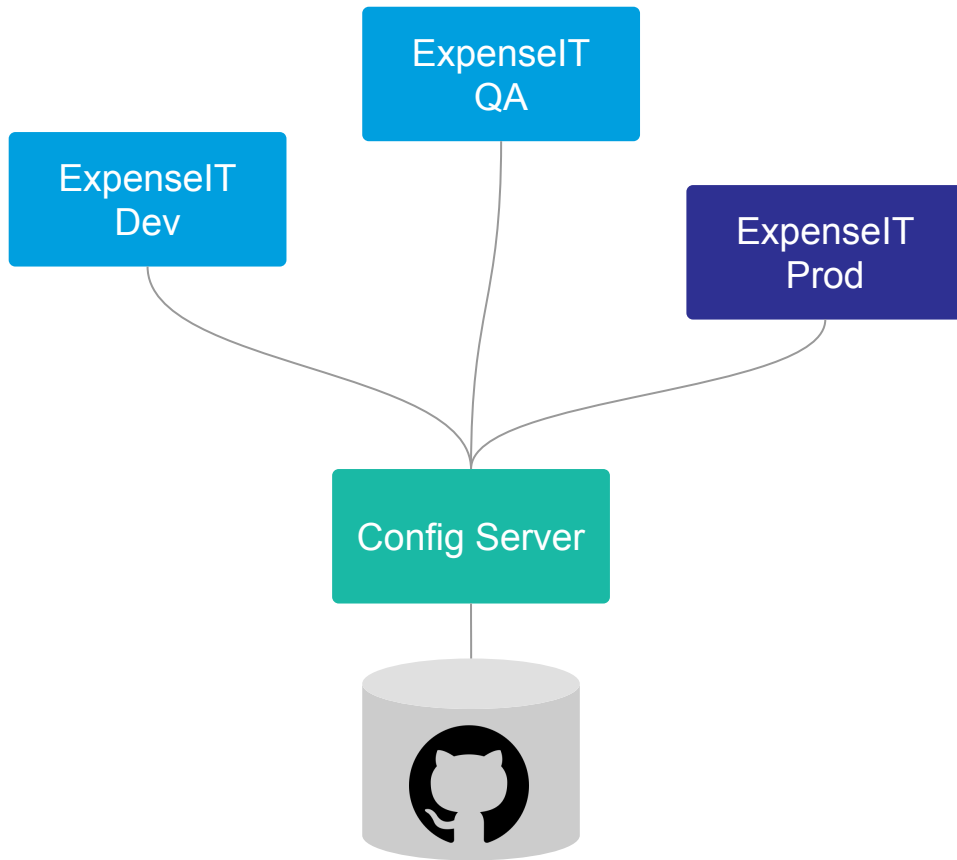 ExpenseIT
QA
ExpenseIT
Dev
ExpenseIT
Prod
Config Server